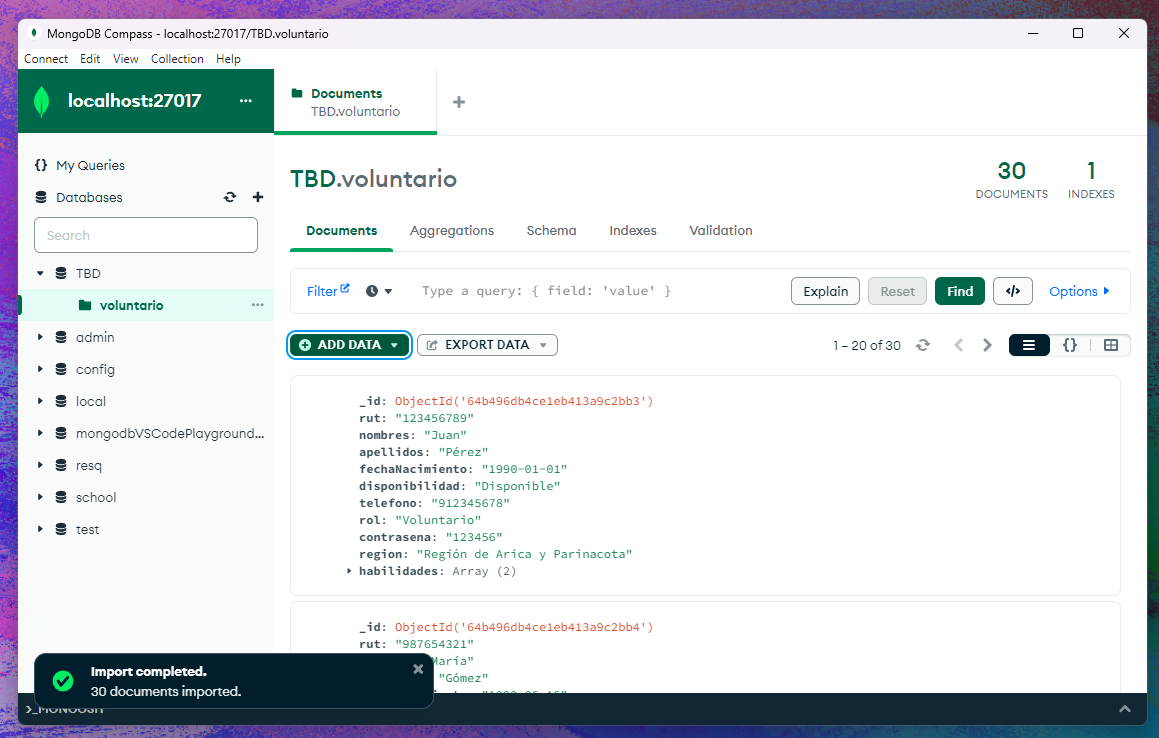 MongoDB Compass - localhost:27017/TBD.voluntario
Connect Edit View Collection Help
localhost:27017
...
My Queries
Databases
Search
TBD
voluntario
...
admin
config
local
mongodbVSCodePlayground...
resq
school
test
Documents
TBD.voluntario
TBD.voluntario
30
DOCUMENTS
1
INDEXES
Documents Aggregations Schema Indexes Validation
Filter Type a query: { field: 'value' } Explain Reset Find </> Options
ADD DATA EXPORT DATA 1 – 20 of 30 {}
_id: ObjectId('64b496db4ce1eb413a9c2bb3')
rut: "123456789"
nombres: "Juan"
apellidos: "Pérez"
fechaNacimiento: "1990-01-01"
disponibilidad: "Disponible"
telefono: "912345678"
rol: "Voluntario"
contrasena: "123456"
region: "Región de Arica y Parinacota"
habilidades: Array (2)
_id: ObjectId('64b496db4ce1eb413a9c2bb4')
rut: "987654321"
María"
"Gómez"
Import completed.
30 documents imported.
>_MONGOSH